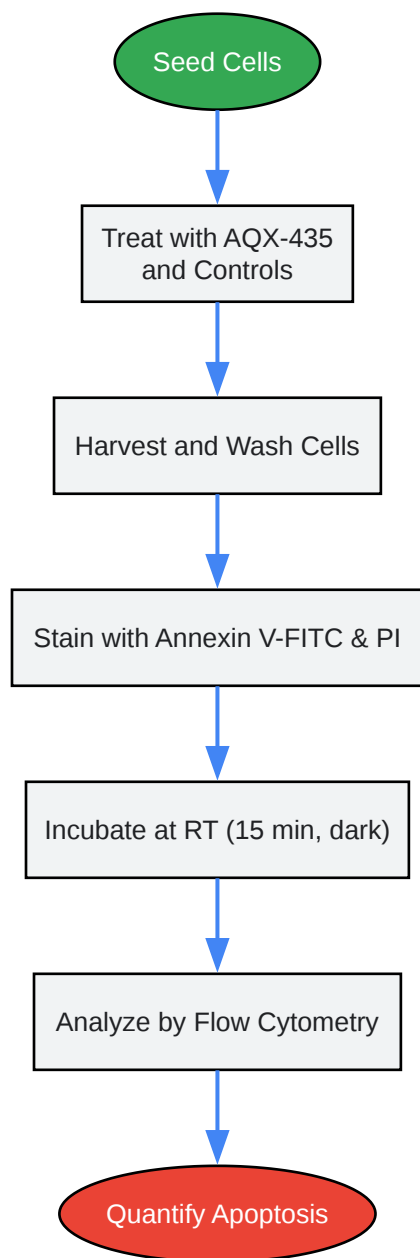 Seed Cells
Treat with AQX-435
and Controls
Harvest and Wash Cells
Stain with Annexin V-FITC & PI
Incubate at RT (15 min, dark)
Analyze by Flow Cytometry
Quantify Apoptosis